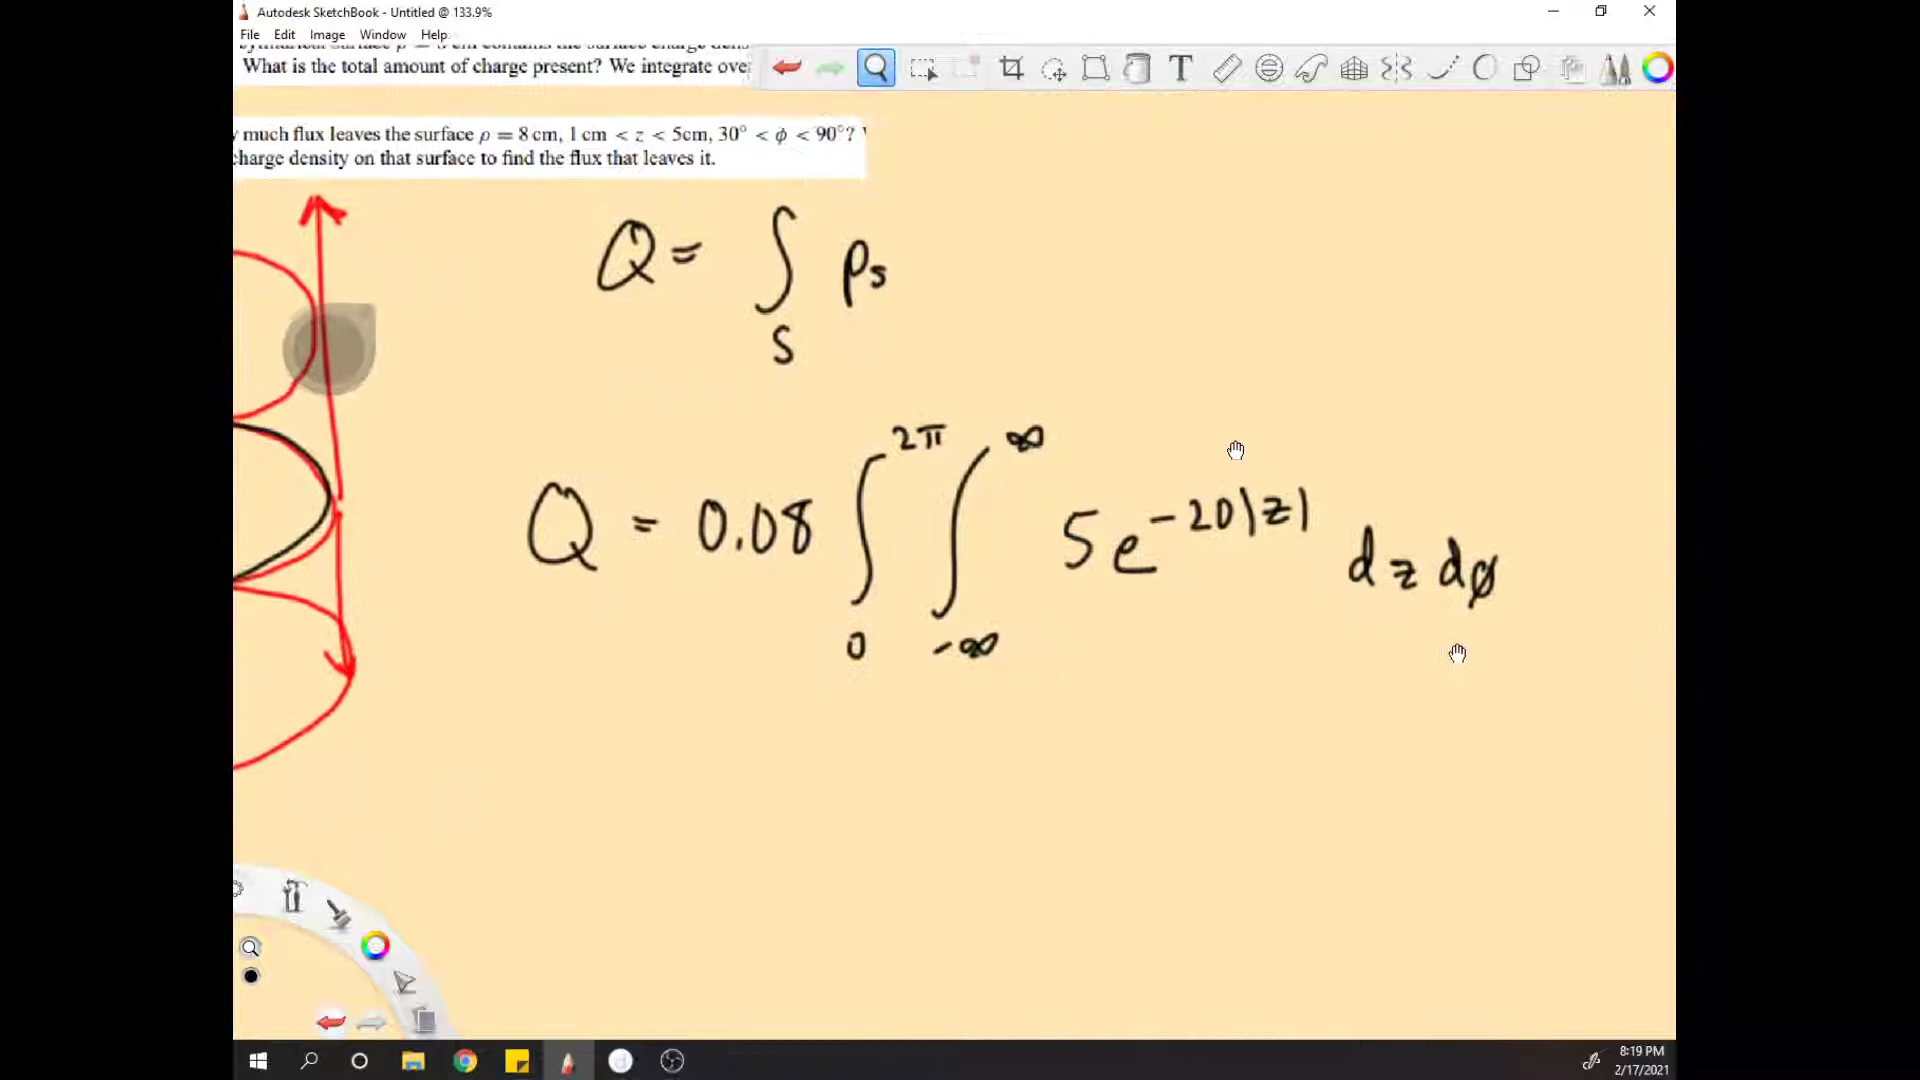 Autodesk SketchBook - Untitled @ 133.9%
File Edit Image Window Help
What is the total amount of charge present? We integrate ove
much flux leaves the surface ρ = 8 cm, 1 cm < z < 5cm, 30° < ϕ < 90°?
charge density on that surface to find the flux that leaves it.
Q = ∫ ρs
S
2π ∞
Q = 0.08 ∫ ∫ 5e^-20|z| dz dϕ
0 -∞
8:19 PM
2/17/2021